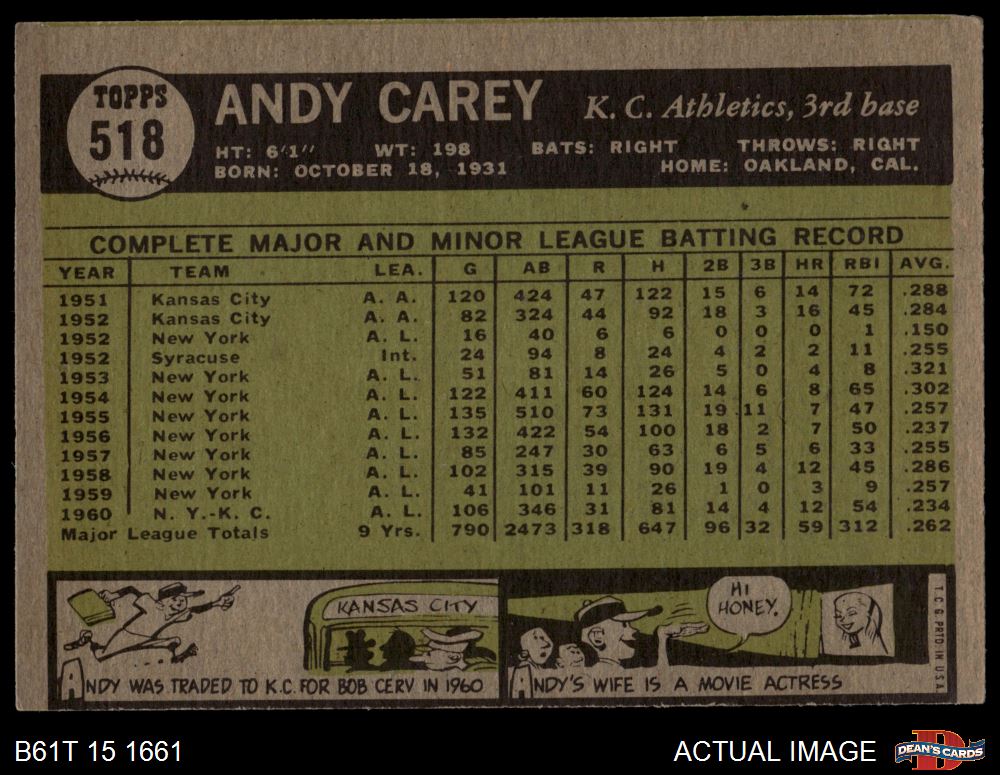 TOPPS
518
ANDY CAREY K. C. Athletics, 3rd base
HT: 6'1" WT: 198 BATS: RIGHT THROWS: RIGHT
BORN: OCTOBER 18, 1931 HOME: OAKLAND, CAL.
COMPLETE MAJOR AND MINOR LEAGUE BATTING RECORD
YEAR TEAM LEA. G AB R H 2B 3B HR RBI AVG.
1951 Kansas City A. A. 120 424 47 122 15 6 14 72 .288
1952 Kansas City A. A. 82 324 44 92 18 3 16 45 .284
1952 New York A. L. 16 40 6 6 0 0 0 1 .150
1952 Syracuse Int. 24 94 8 24 4 2 2 11 .255
1953 New York A. L. 51 81 14 26 5 0 4 8 .321
1954 New York A. L. 122 411 60 124 14 6 8 65 .302
1955 New York A. L. 135 510 73 131 19 11 7 47 .257
1956 New York A. L. 132 422 54 100 18 2 7 50 .237
1957 New York A. L. 85 247 30 63 6 5 6 33 .255
1958 New York A. L. 102 315 39 90 19 4 12 45 .286
1959 New York A. L. 41 101 11 26 1 0 3 9 .257
1960 N. Y.-K. C. A. L. 106 346 31 81 14 4 12 54 .234
Major League Totals 9 Yrs. 790 2473 318 647 96 32 59 312 .262
KANSAS CITY
ANDY WAS TRADED TO K.C. FOR BOB CERV IN 1960
HI
HONEY.
ANDY'S WIFE IS A MOVIE ACTRESS
T.C.G. PRTD. IN U.S.A.
B61T 15 1661
ACTUAL IMAGE
D
DEAN'S CARDS